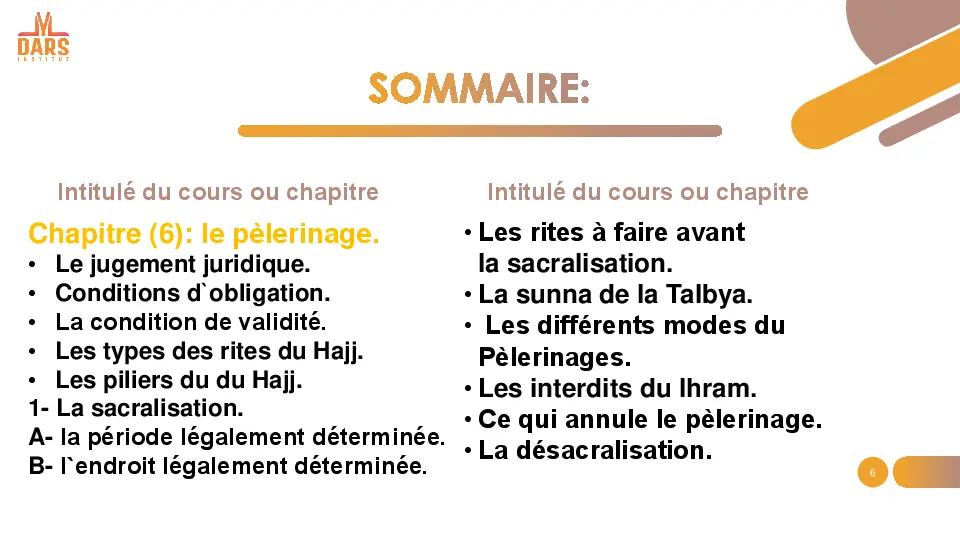 DARS
INSTITUT
SOMMAIRE:
Intitulé du cours ou chapitre
Chapitre (6): le pèlerinage.
• Le jugement juridique.
• Conditions d`obligation.
• La condition de validité.
• Les types des rites du Hajj.
• Les piliers du du Hajj.
1- La sacralisation.
A- la période légalement déterminée.
B- l`endroit légalement déterminée.
Intitulé du cours ou chapitre
• Les rites à faire avant
la sacralisation.
• La sunna de la Talbya.
• Les différents modes du
Pèlerinages.
• Les interdits du Ihram.
• Ce qui annule le pèlerinage.
• La désacralisation.
6